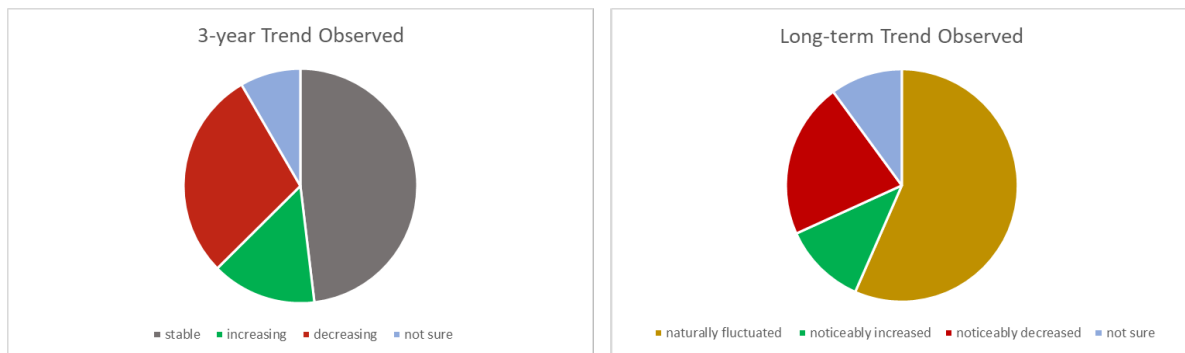 3-year Trend Observed
stable increasing decreasing not sure
Long-term Trend Observed
naturally fluctuated noticeably increased noticeably decreased not sure